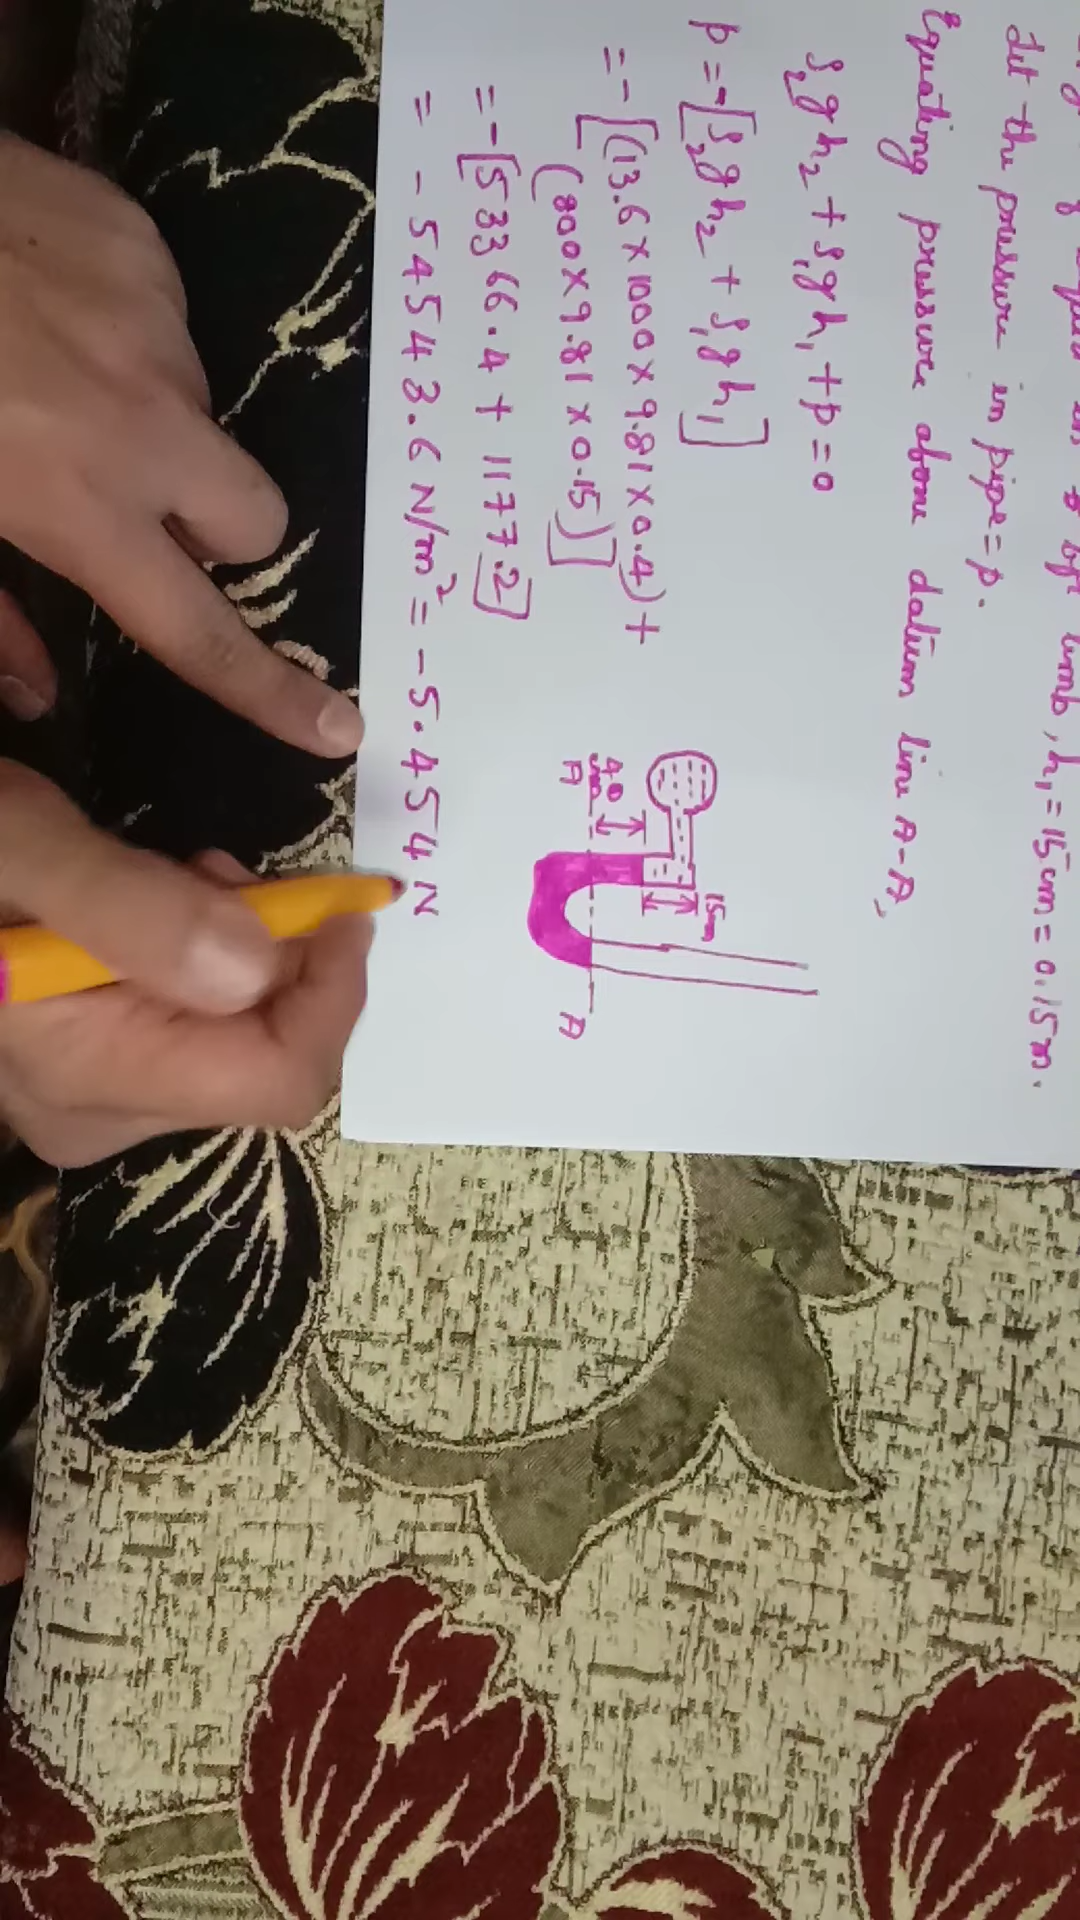 limb, h₁ = 15 cm = 0.15 m.
Let the pressure in pipe = p.
Equating pressure above datum line A-A,
ρ₂gh₂ + ρ₁gh₁ + p = 0
p = -[ρ₂gh₂ + ρ₁gh₁]
= -[(13.6 × 1000 × 9.81 × 0.4) +
(800 × 9.81 × 0.15)]
= -[53366.4 + 1177.2]
= - 54543.6 N/m² = - 5.454 N
15cm
40
cm
A
A